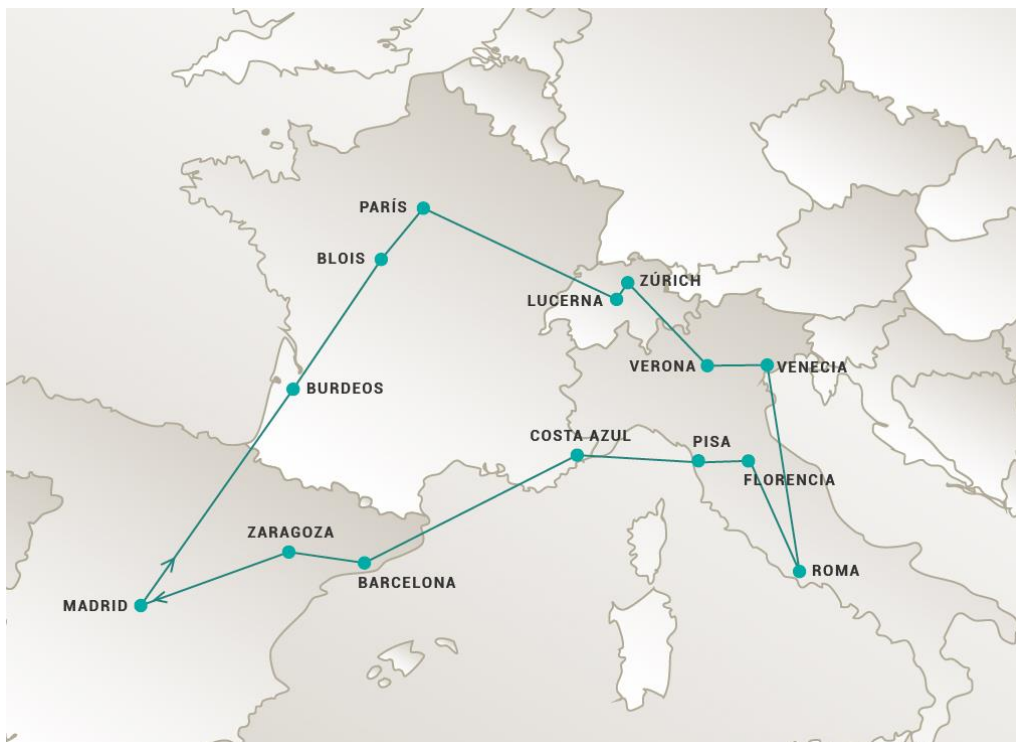 PARÍS
BLOIS
ZÚRICH
LUCERNA
VERONA
VENECIA
BURDEOS
COSTA AZUL
PISA
FLORENCIA
ZARAGOZA
BARCELONA
ROMA
MADRID